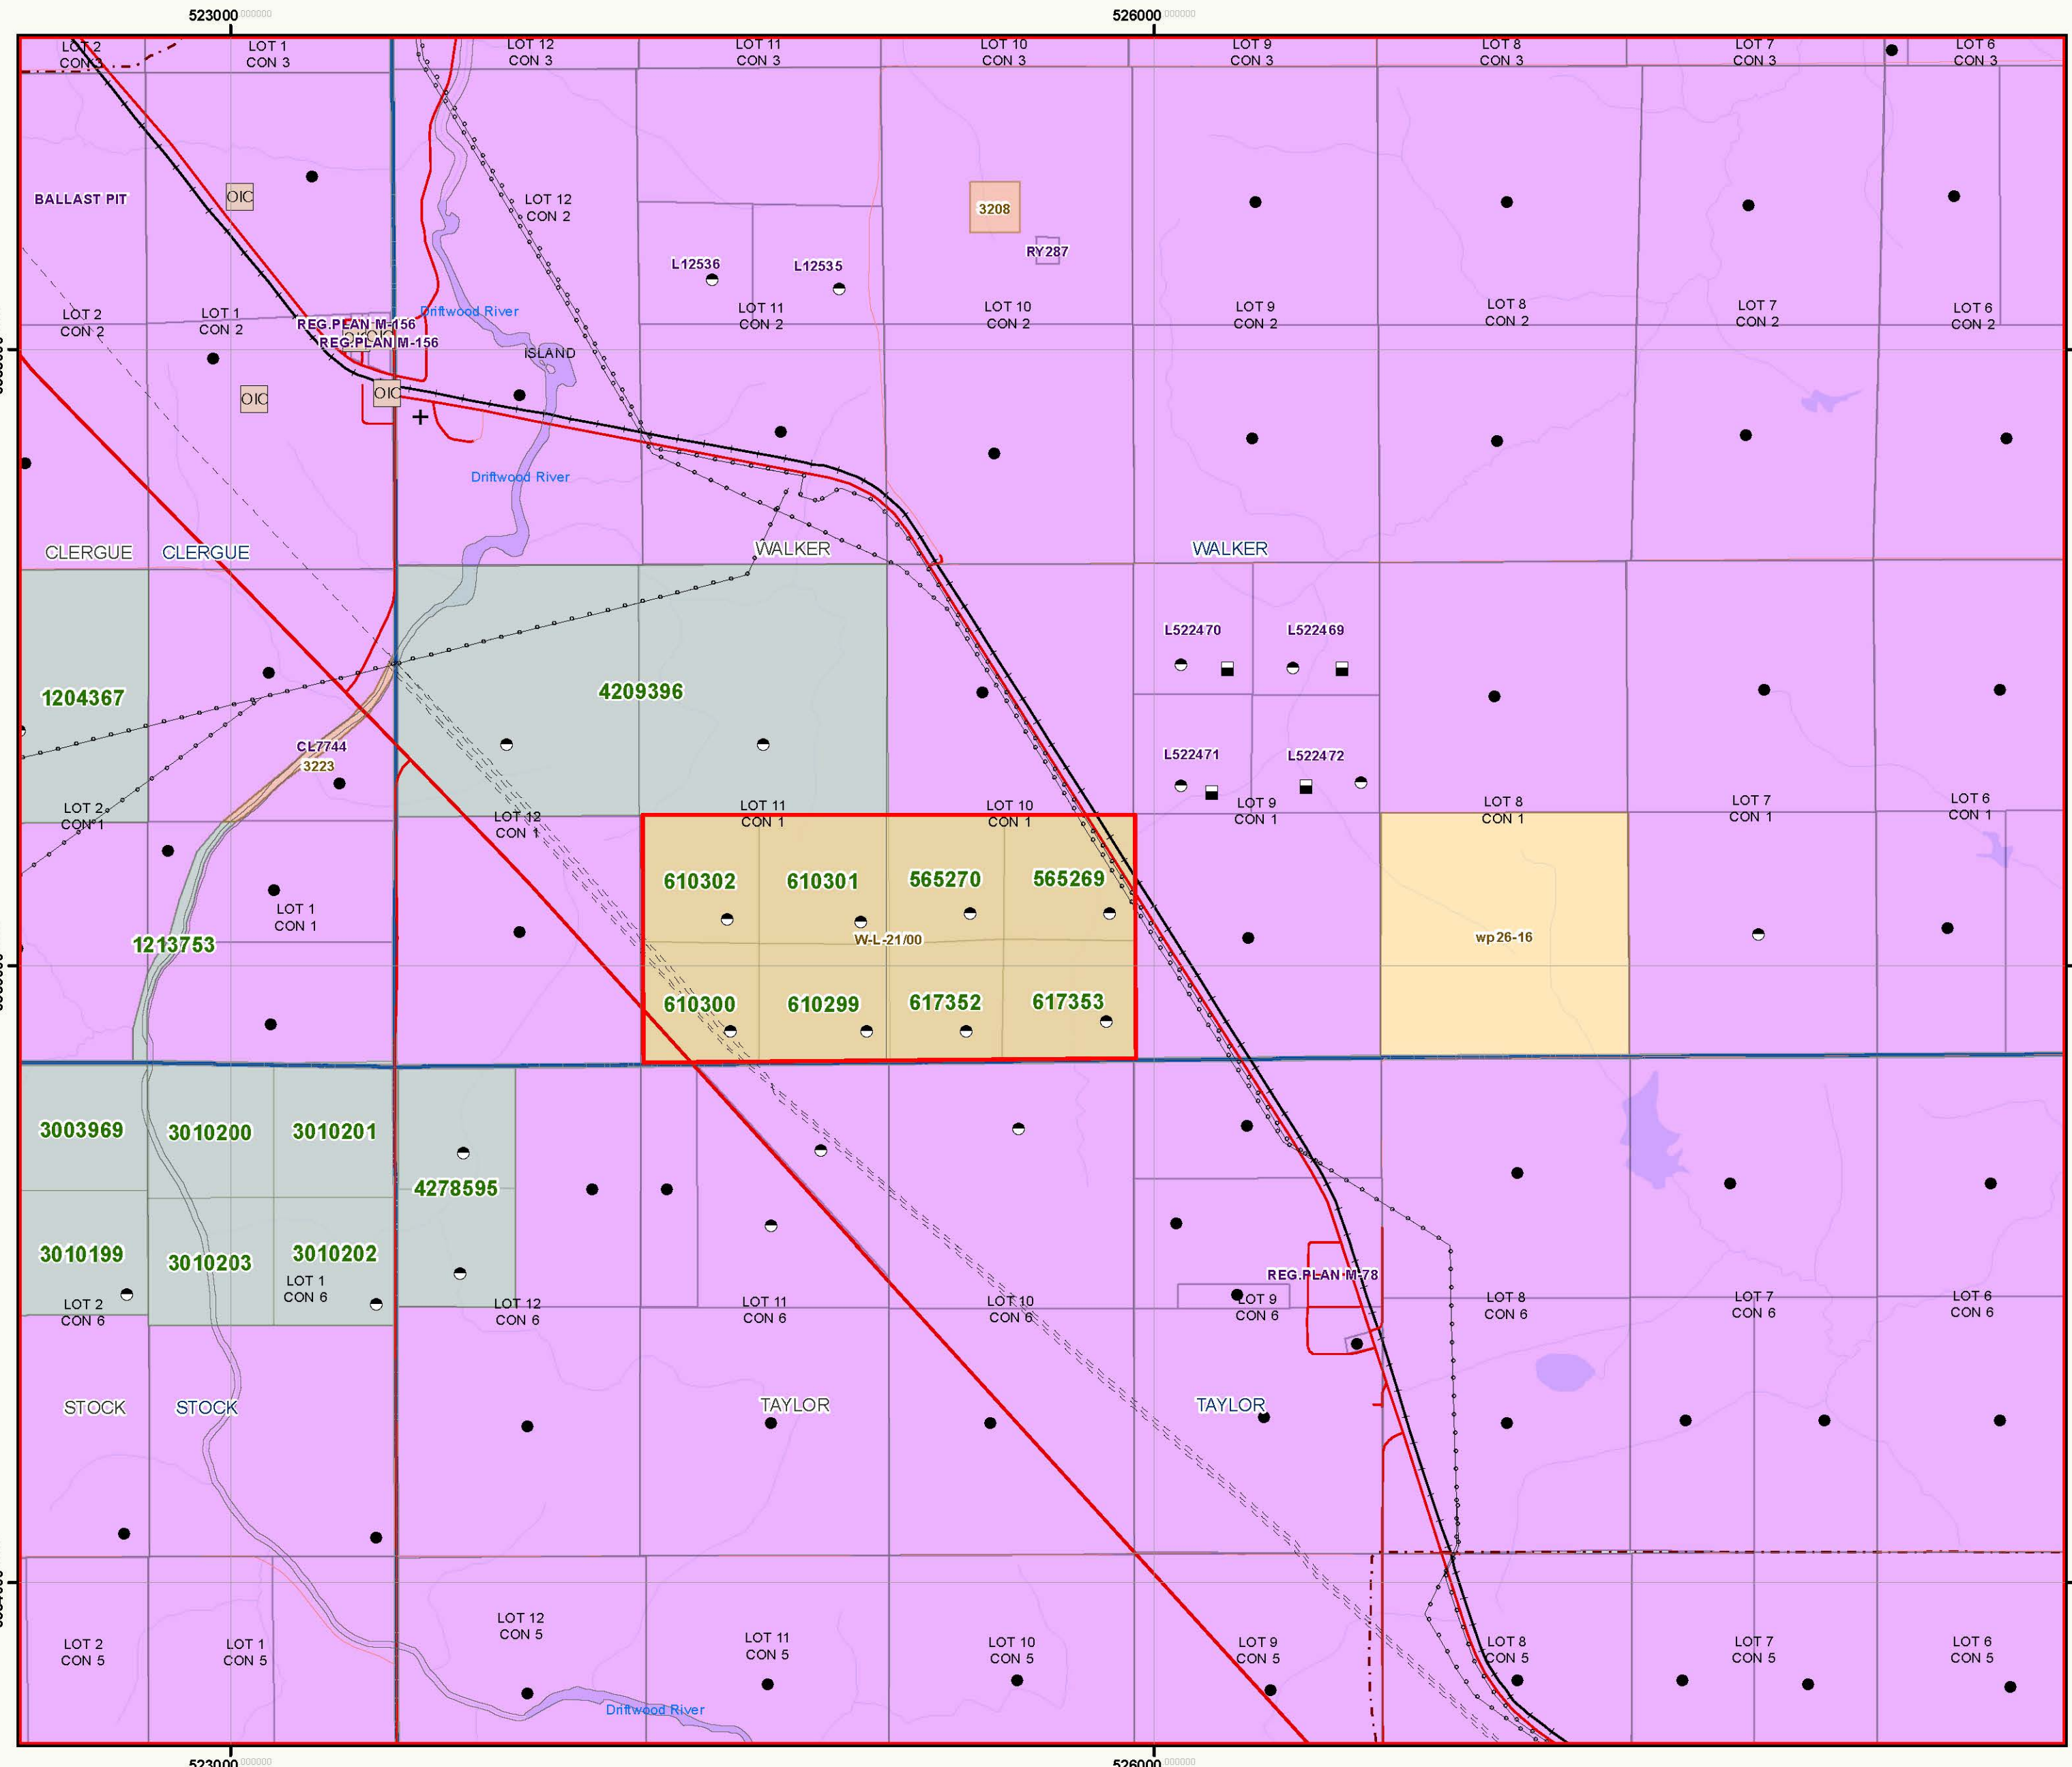 523000.000000
526000.000000
LOT 2
CON 3
LOT 1
CON 3
LOT 12
CON 3
LOT 11
CON 3
LOT 10
CON 3
LOT 9
CON 3
LOT 8
CON 3
LOT 7
CON 3
LOT 6
CON 3
BALLAST PIT
OIC
LOT 12
CON 2
3208
RY287
L12536
L12535
LOT 2
CON 2
LOT 1
CON 2
REG.PLAN M-156
REG.PLAN M-156
Driftwood River
LOT 11
CON 2
LOT 10
CON 2
LOT 9
CON 2
LOT 8
CON 2
LOT 7
CON 2
LOT 6
CON 2
ISLAND
OIC
OIC
Driftwood River
CLERGUE
CLERGUE
WALKER
WALKER
L522470
L522469
1204367
4209396
CL7744
3223
L522471
L522472
LOT 2
CON 1
LOT 12
CON 1
LOT 11
CON 1
LOT 10
CON 1
LOT 9
CON 1
LOT 8
CON 1
LOT 7
CON 1
LOT 6
CON 1
610302
610301
565270
565269
LOT 1
CON 1
1213753
W-L-21/00
wp26-16
610300
610299
617352
617353
3003969
3010200
3010201
4278595
3010199
3010203
3010202
LOT 1
CON 6
REG.PLAN M-78
LOT 2
CON 6
LOT 12
CON 6
LOT 11
CON 6
LOT 10
CON 6
LOT 9
CON 6
LOT 8
CON 6
LOT 7
CON 6
LOT 6
CON 6
STOCK
STOCK
TAYLOR
TAYLOR
LOT 2
CON 5
LOT 1
CON 5
LOT 12
CON 5
LOT 11
CON 5
LOT 10
CON 5
LOT 9
CON 5
LOT 8
CON 5
LOT 7
CON 5
LOT 6
CON 5
Driftwood River
523000.000000
526000.000000